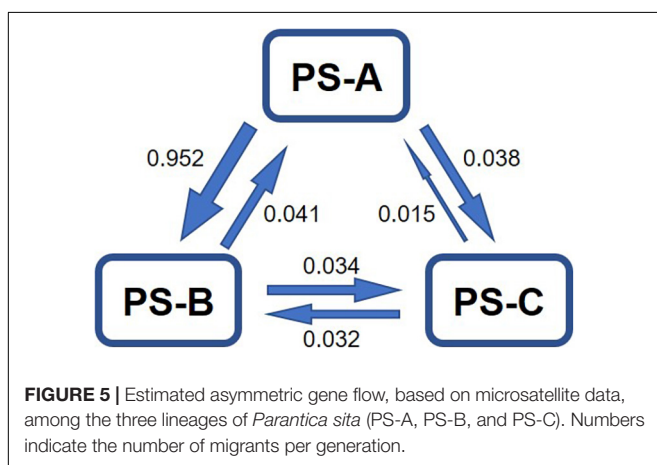 PS-A
0.952
0.038
0.041
0.015
PS-B
0.034
PS-C
0.032
FIGURE 5 | Estimated asymmetric gene flow, based on microsatellite data,
among the three lineages of Parantica sita (PS-A, PS-B, and PS-C). Numbers
indicate the number of migrants per generation.